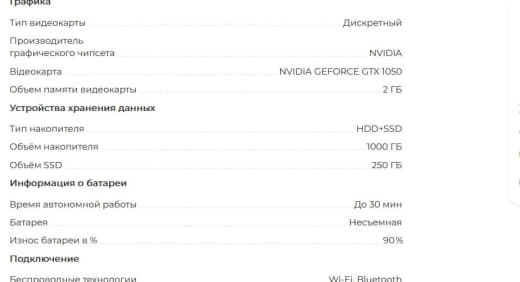 Графика
Тип видеокарты Дискретный
Производитель
графического чипсета NVIDIA
Відеокарта NVIDIA GEFORCE GTX 1050
Объем памяти видеокарты 2 ГБ
Устройства хранения данных
Тип накопителя HDD+SSD
Объём накопителя 1000 ГБ
Объём SSD 250 ГБ
Информация о батареи
Время автономной работы До 30 мин
Батарея Несъемная
Износ батареи в % 90%
Подключение
Беспроводные технологии Wi-Fi, Bluetooth